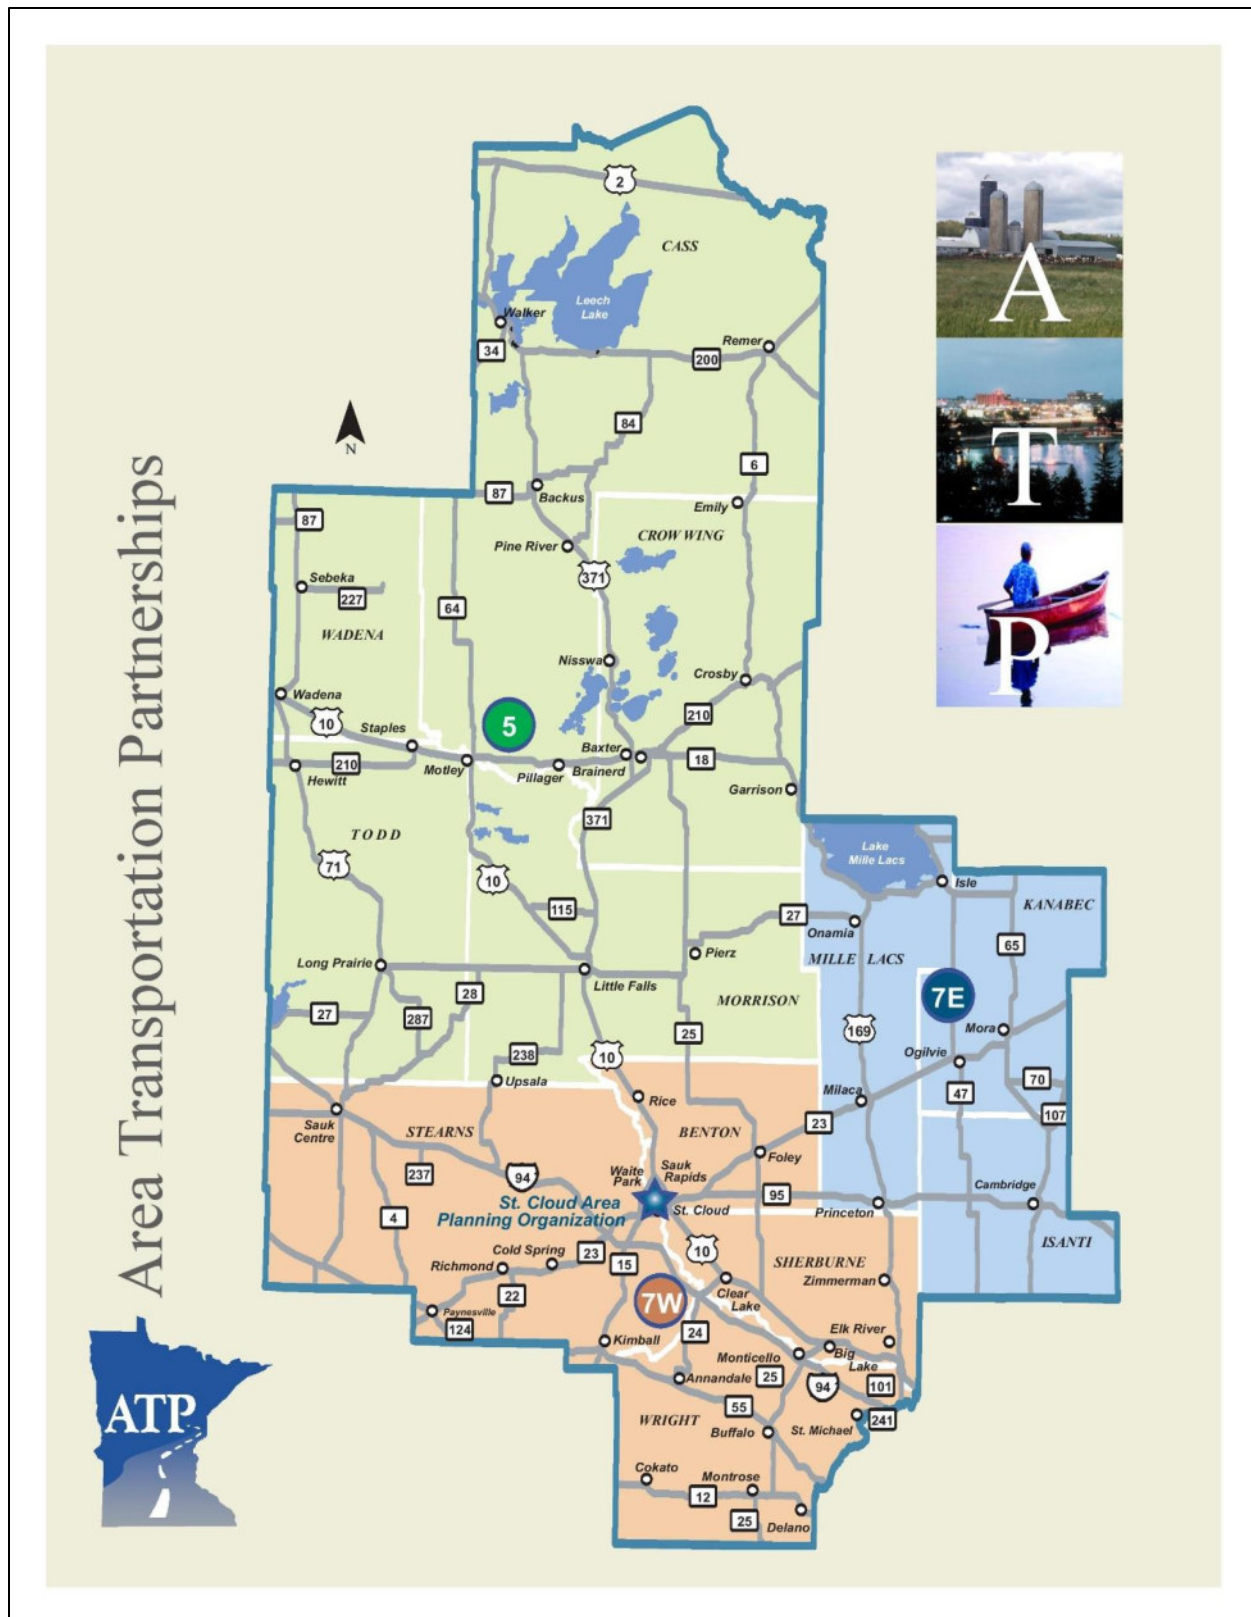 Area Transportation Partnerships
A
T
P
N
2
CASS
Leech
Lake
Walker
34
Remer
200
84
6
87
Backus
Emily
87
CROW WING
Pine River
371
Sebeka
227
64
WADENA
Nisswa
Crosby
Wadena
10
Staples
5
210
Baxter
210
Motley
Pillager
Brainerd
18
Hewitt
Garrison
371
TODD
Lake
Mille Lacs
71
10
Isle
115
KANABEC
27
Onamia
65
Pierz
MILLE LACS
Long Prairie
Little Falls
28
MORRISON
7E
27
287
169
Mora
25
238
10
Ogilvie
Upsala
70
Milaca
47
Rice
107
Sauk
Centre
STEARNS
BENTON
23
237
94
Waite
Park
Sauk
Rapids
Foley
St. Cloud Area
Planning Organization
St. Cloud
95
Cambridge
Princeton
4
ISANTI
23
10
Cold Spring
15
SHERBURNE
Richmond
Zimmerman
22
7W
Clear
Lake
Paynesville
124
Kimball
24
Elk River
Monticello
Big
Lake
Annandale
25
94
101
WRIGHT
55
241
Buffalo
St. Michael
Cokato
Montrose
12
25
Delano
ATP